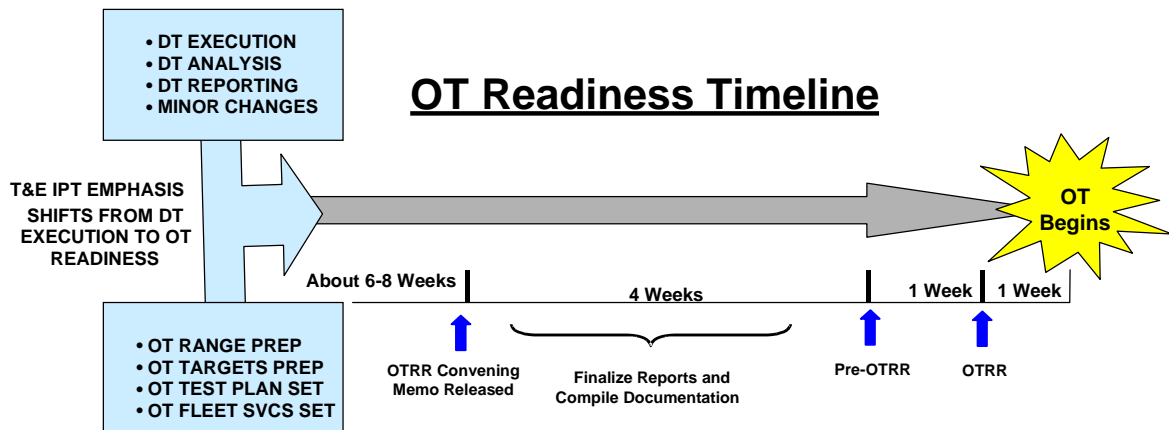 • DT EXECUTION
• DT ANALYSIS
• DT REPORTING
• MINOR CHANGES
OT Readiness Timeline
T&E IPT EMPHASIS
SHIFTS FROM DT
EXECUTION TO OT
READINESS
OT
Begins
About 6-8 Weeks
4 Weeks
1 Week
1 Week
• OT RANGE PREP
• OT TARGETS PREP
• OT TEST PLAN SET
• OT FLEET SVCS SET
OTRR Convening
Memo Released
Finalize Reports and
Compile Documentation
Pre-OTRR
OTRR